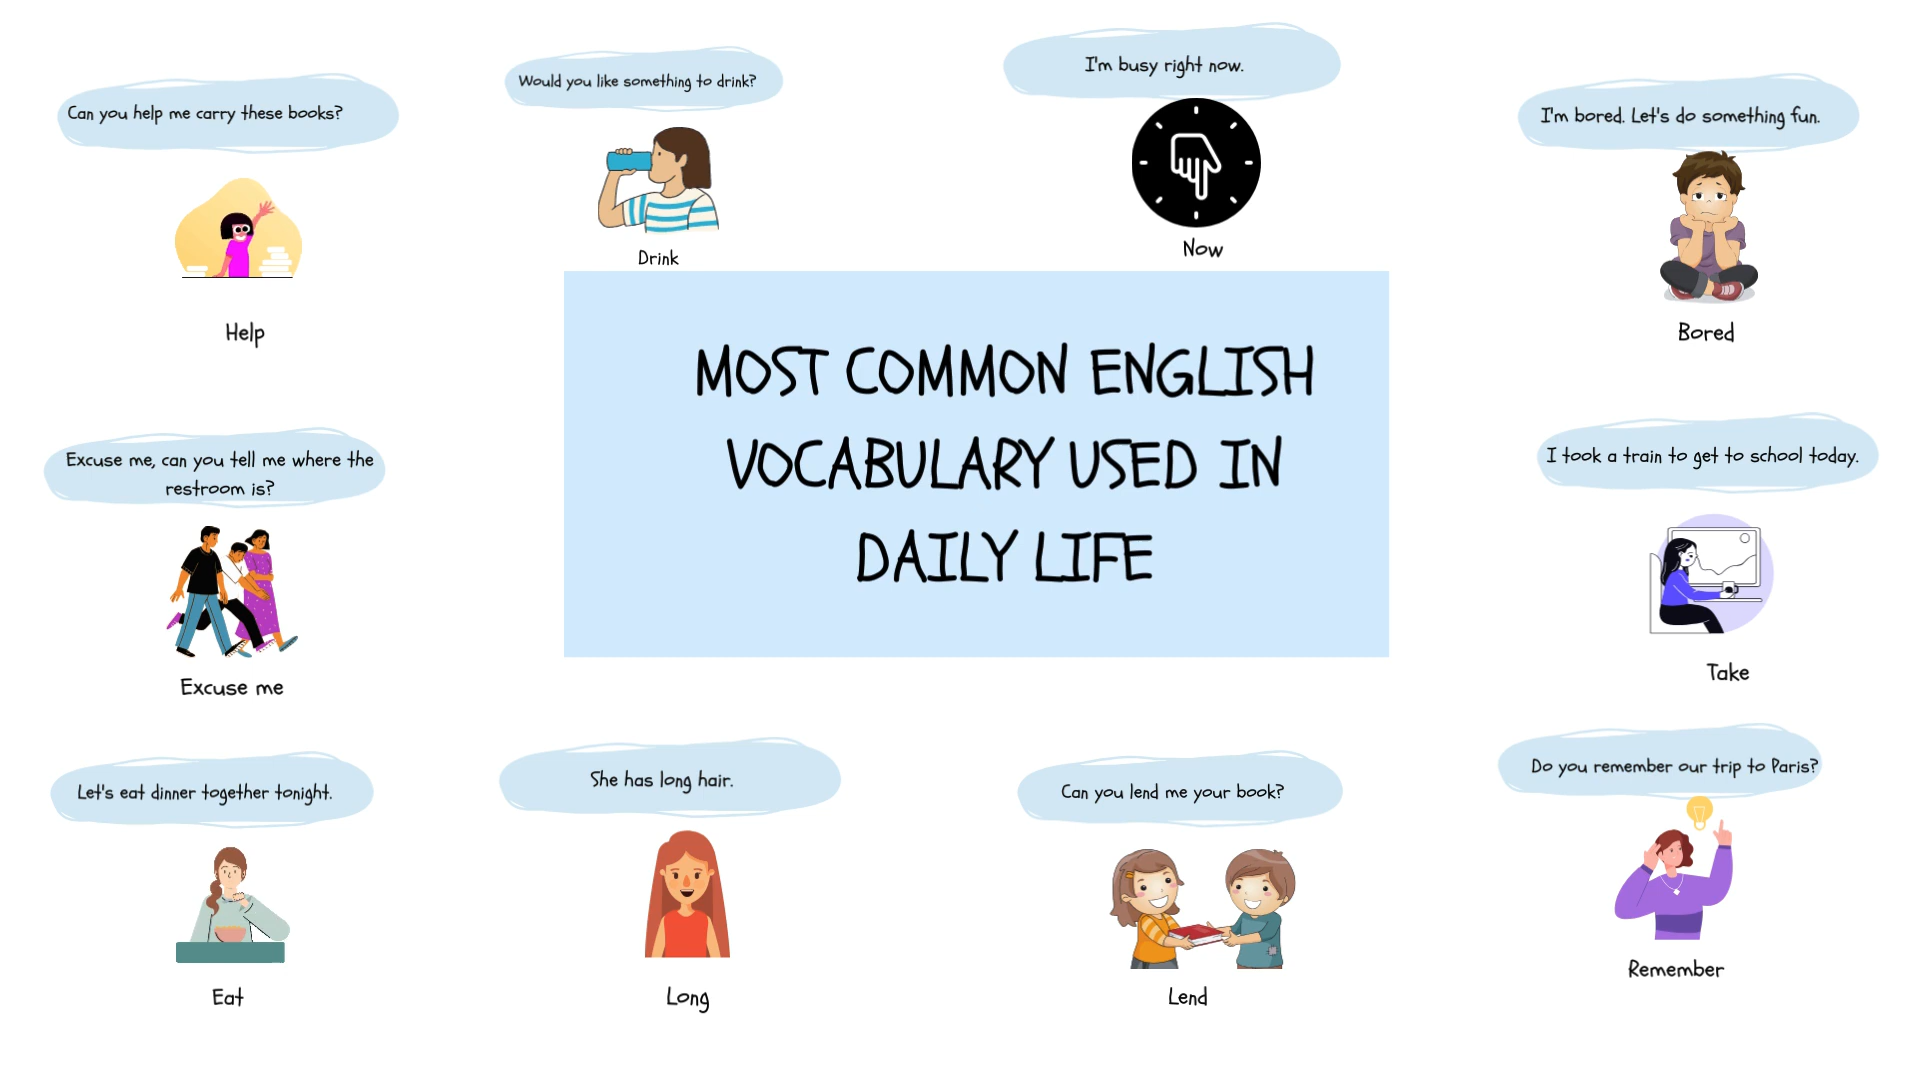 Can you help me carry these books?
Help
Would you like something to drink?
Drink
I'm busy right now.
Now
I'm bored. Let's do something fun.
Bored
MOST COMMON ENGLISH
VOCABULARY USED IN
DAILY LIFE
Excuse me, can you tell me where the
restroom is?
Excuse me
I took a train to get to school today.
Take
Let's eat dinner together tonight.
Eat
She has long hair.
Long
Can you lend me your book?
Lend
Do you remember our trip to Paris?
Remember